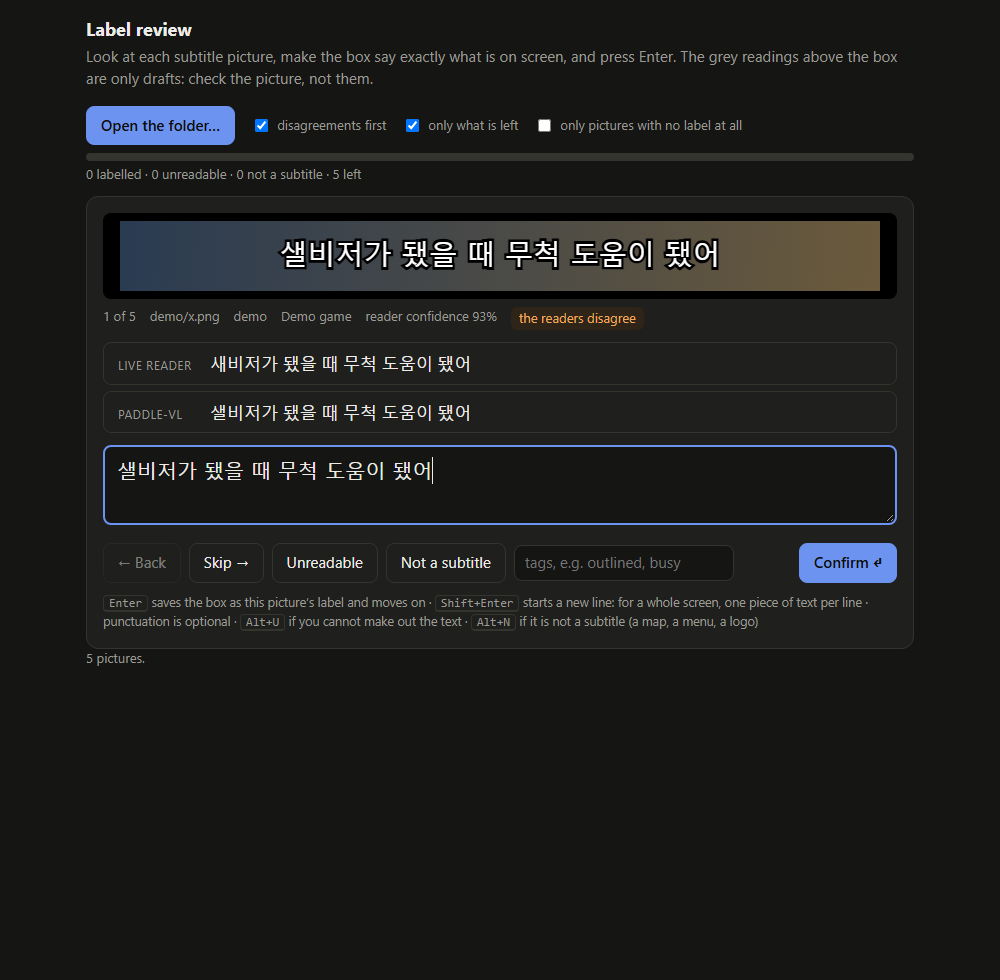 Label review
Look at each subtitle picture, make the box say exactly what is on screen, and press Enter. The grey readings above the box
are only drafts: check the picture, not them.
Open the folder...
disagreements first
only what is left
only pictures with no label at all
0 labelled · 0 unreadable · 0 not a subtitle · 5 left
샐비저가 됐을 때 무척 도움이 됐어
1 of 5 demo/x.png demo Demo game reader confidence 93% the readers disagree
LIVE READER 새비저가 됐을 때 무척 도움이 됐어
PADDLE-VL 샐비저가 됐을 때 무척 도움이 됐어
샐비저가 됐을 때 무척 도움이 됐어
← Back Skip → Unreadable Not a subtitle tags, e.g. outlined, busy Confirm ↲
Enter saves the box as this picture's label and moves on · Shift+Enter starts a new line: for a whole screen, one piece of text per line ·
punctuation is optional · Alt+U if you cannot make out the text · Alt+N if it is not a subtitle (a map, a menu, a logo)
5 pictures.